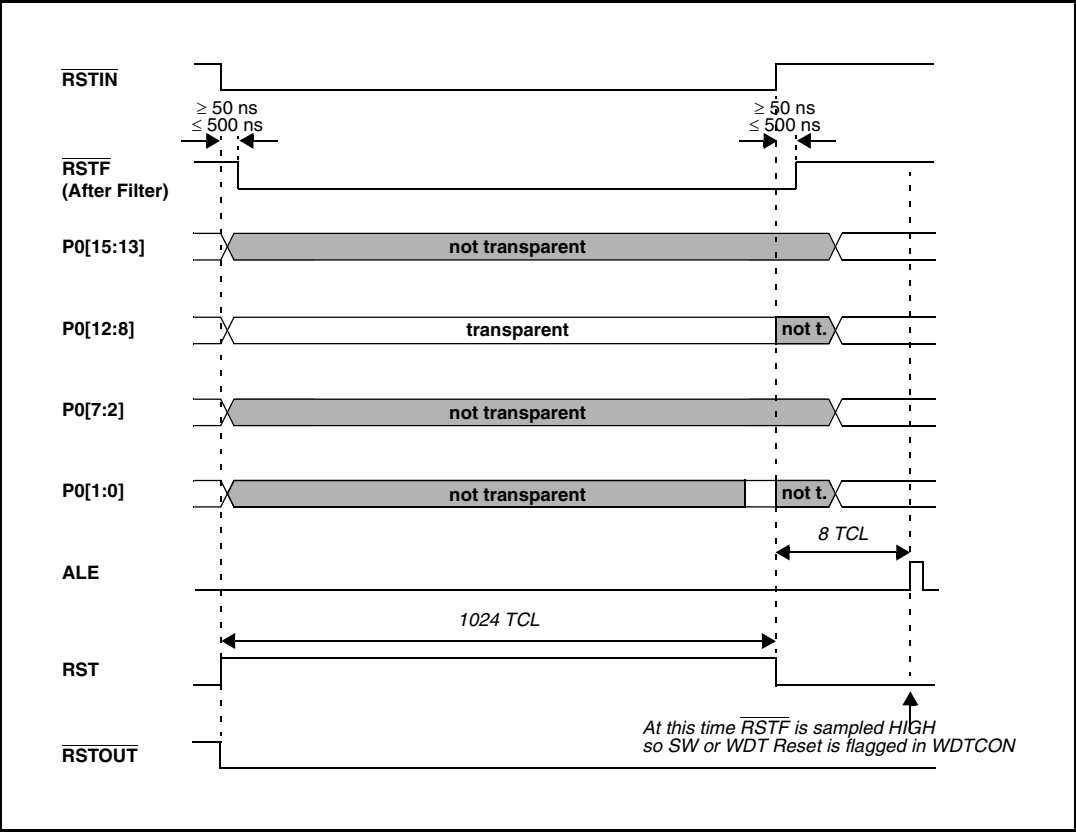 RSTIN
≥ 50 ns
≤ 500 ns
≥ 50 ns
≤ 500 ns
RSTF
(After Filter)
P0[15:13]
not transparent
P0[12:8]
transparent
not t.
P0[7:2]
not transparent
P0[1:0]
not transparent
not t.
8 TCL
ALE
1024 TCL
RST
At this time RSTF is sampled HIGH
so SW or WDT Reset is flagged in WDTCON
RSTOUT